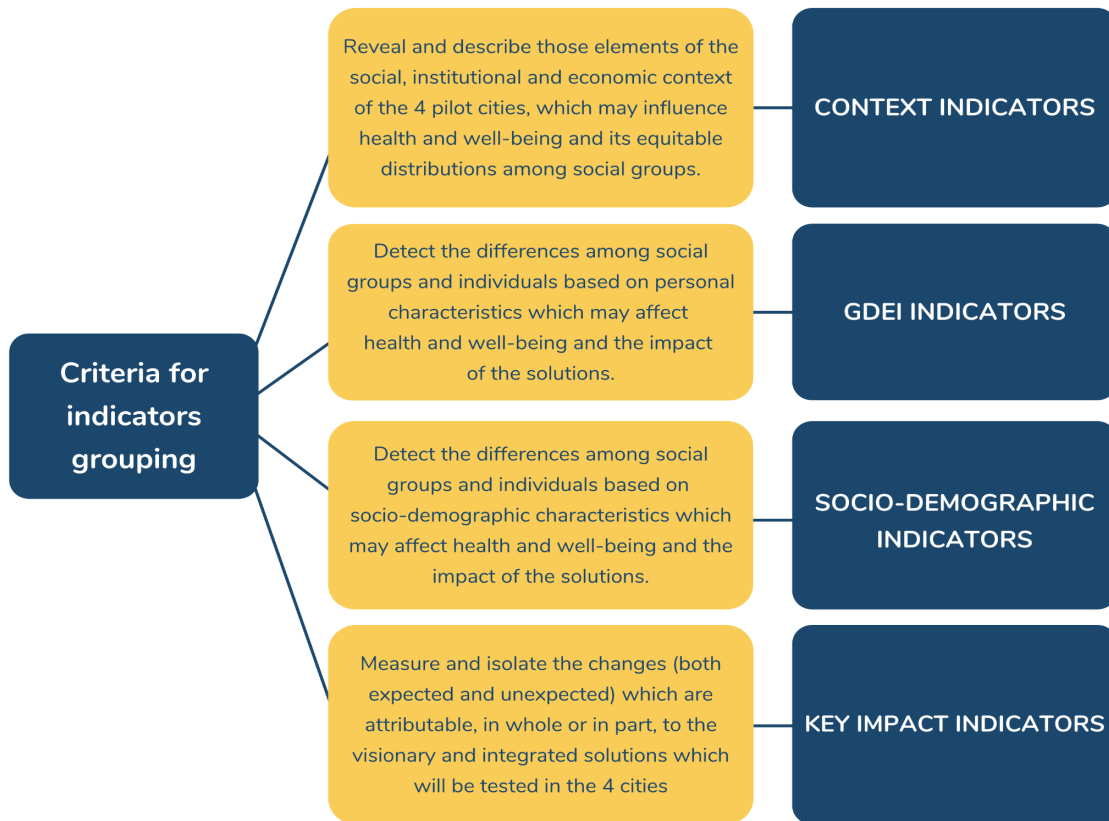 Criteria for
indicators
grouping
Reveal and describe those elements of the
social, institutional and economic context
of the 4 pilot cities, which may influence
health and well-being and its equitable
distributions among social groups.
CONTEXT INDICATORS
Detect the differences among social
groups and individuals based on personal
characteristics which may affect
health and well-being and the impact
of the solutions.
GDEI INDICATORS
Detect the differences among social
groups and individuals based on
socio-demographic characteristics which
may affect health and well-being and the
impact of the solutions.
SOCIO-DEMOGRAPHIC
INDICATORS
Measure and isolate the changes (both
expected and unexpected) which are
attributable, in whole or in part, to the
visionary and integrated solutions which
will be tested in the 4 cities
KEY IMPACT INDICATORS